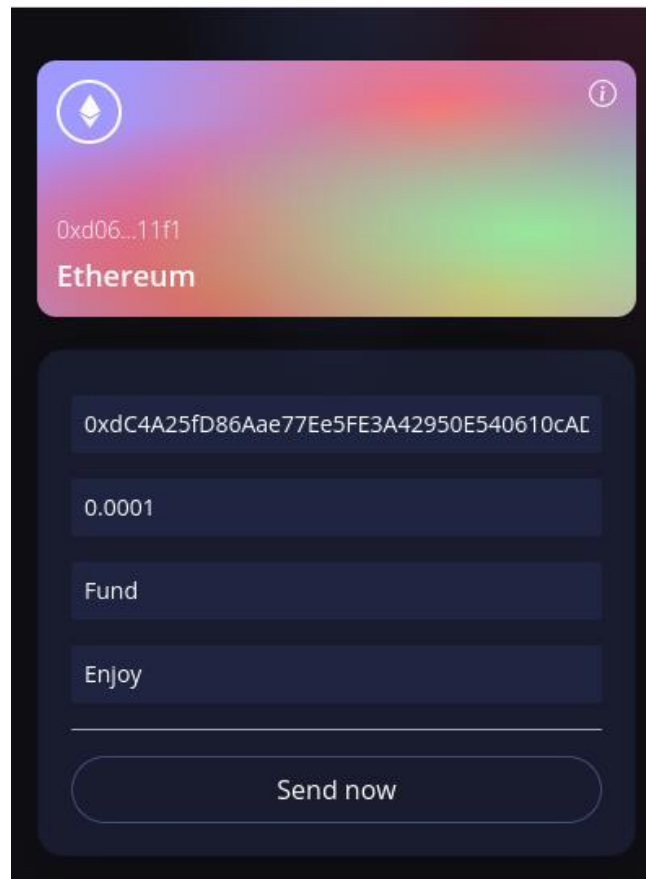 0xd06...11f1
Ethereum
0xdC4A25fD86Aae77Ee5FE3A42950E540610cAD
0.0001
Fund
Enjoy
Send now